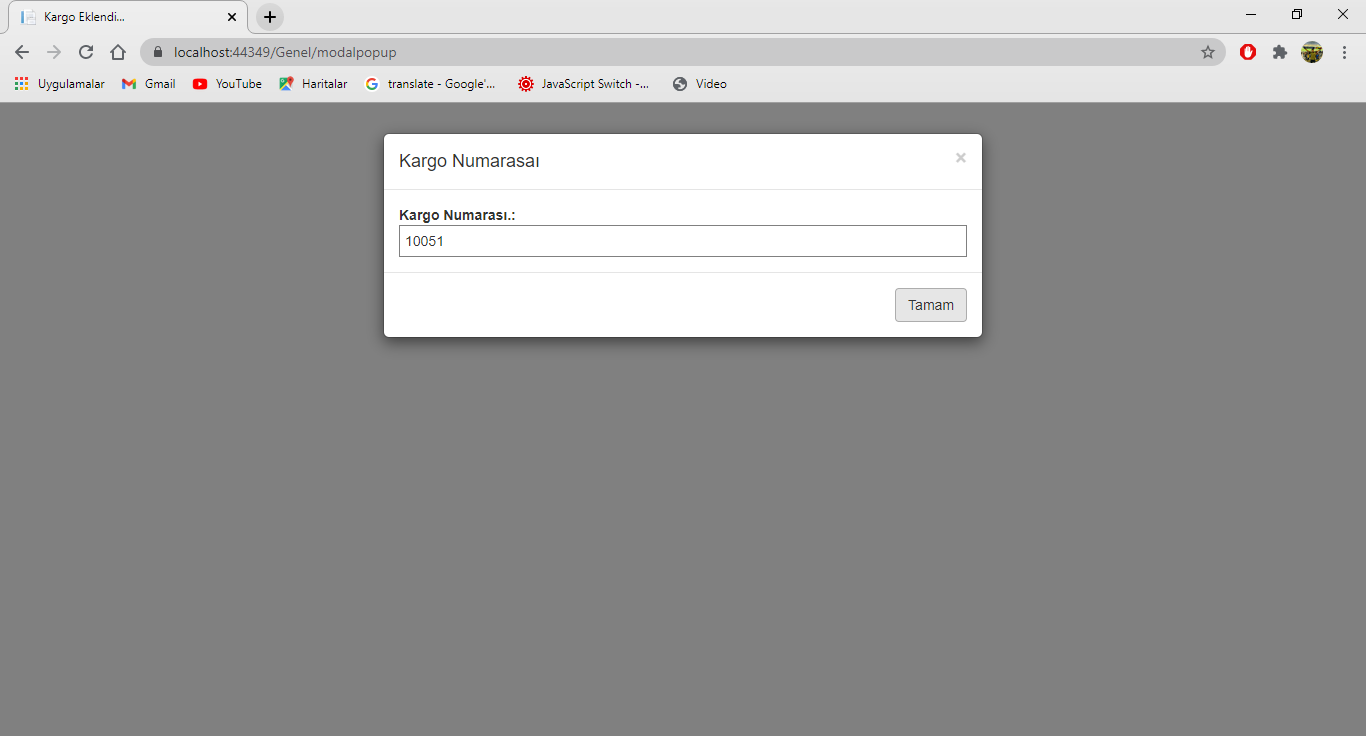 Kargo Eklendi...
localhost:44349/Genel/modalpopup
Uygulamalar Gmail YouTube Haritalar translate - Google'... JavaScript Switch -... Video
Kargo Numarasaı
Kargo Numarası.:
10051
Tamam